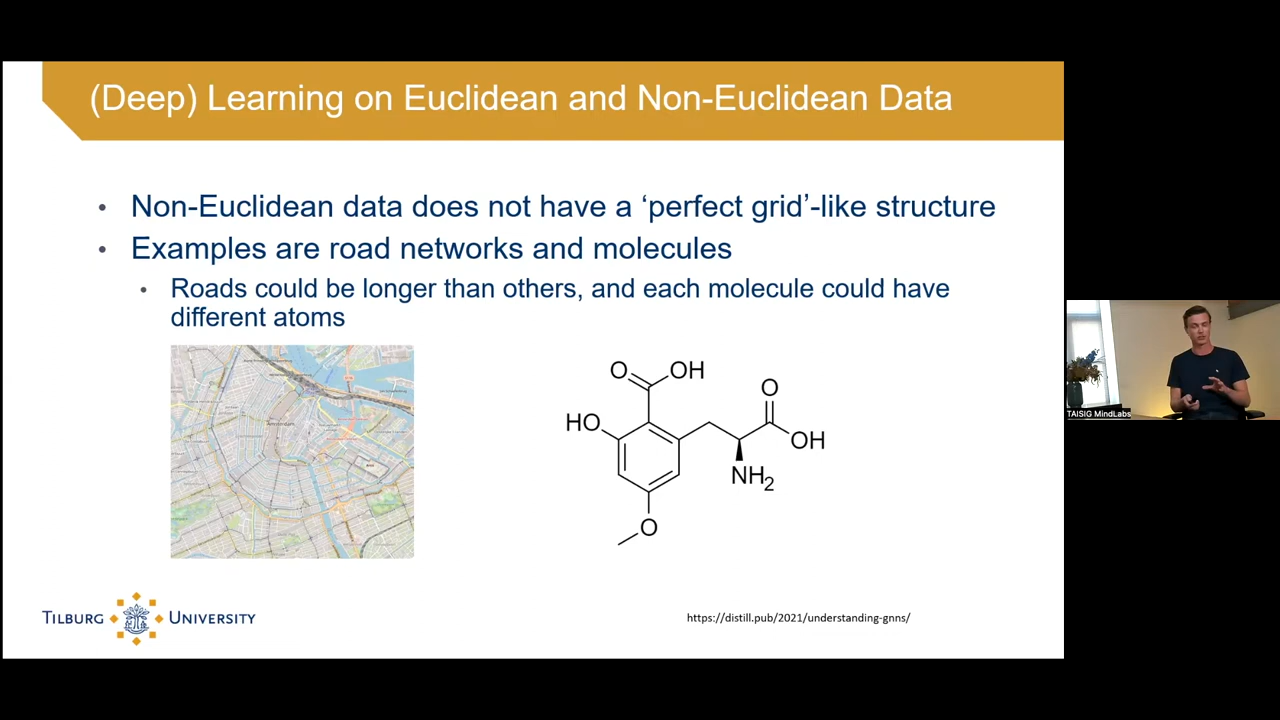 (Deep) Learning on Euclidean and Non-Euclidean Data
• Non-Euclidean data does not have a ‘perfect grid’-like structure
• Examples are road networks and molecules
• Roads could be longer than others, and each molecule could have
different atoms
Amsterdam
O OH
HO
O
OH
NH2
O
TILBURG UNIVERSITY
https://distill.pub/2021/understanding-gnns/
TAISIG MindLabs